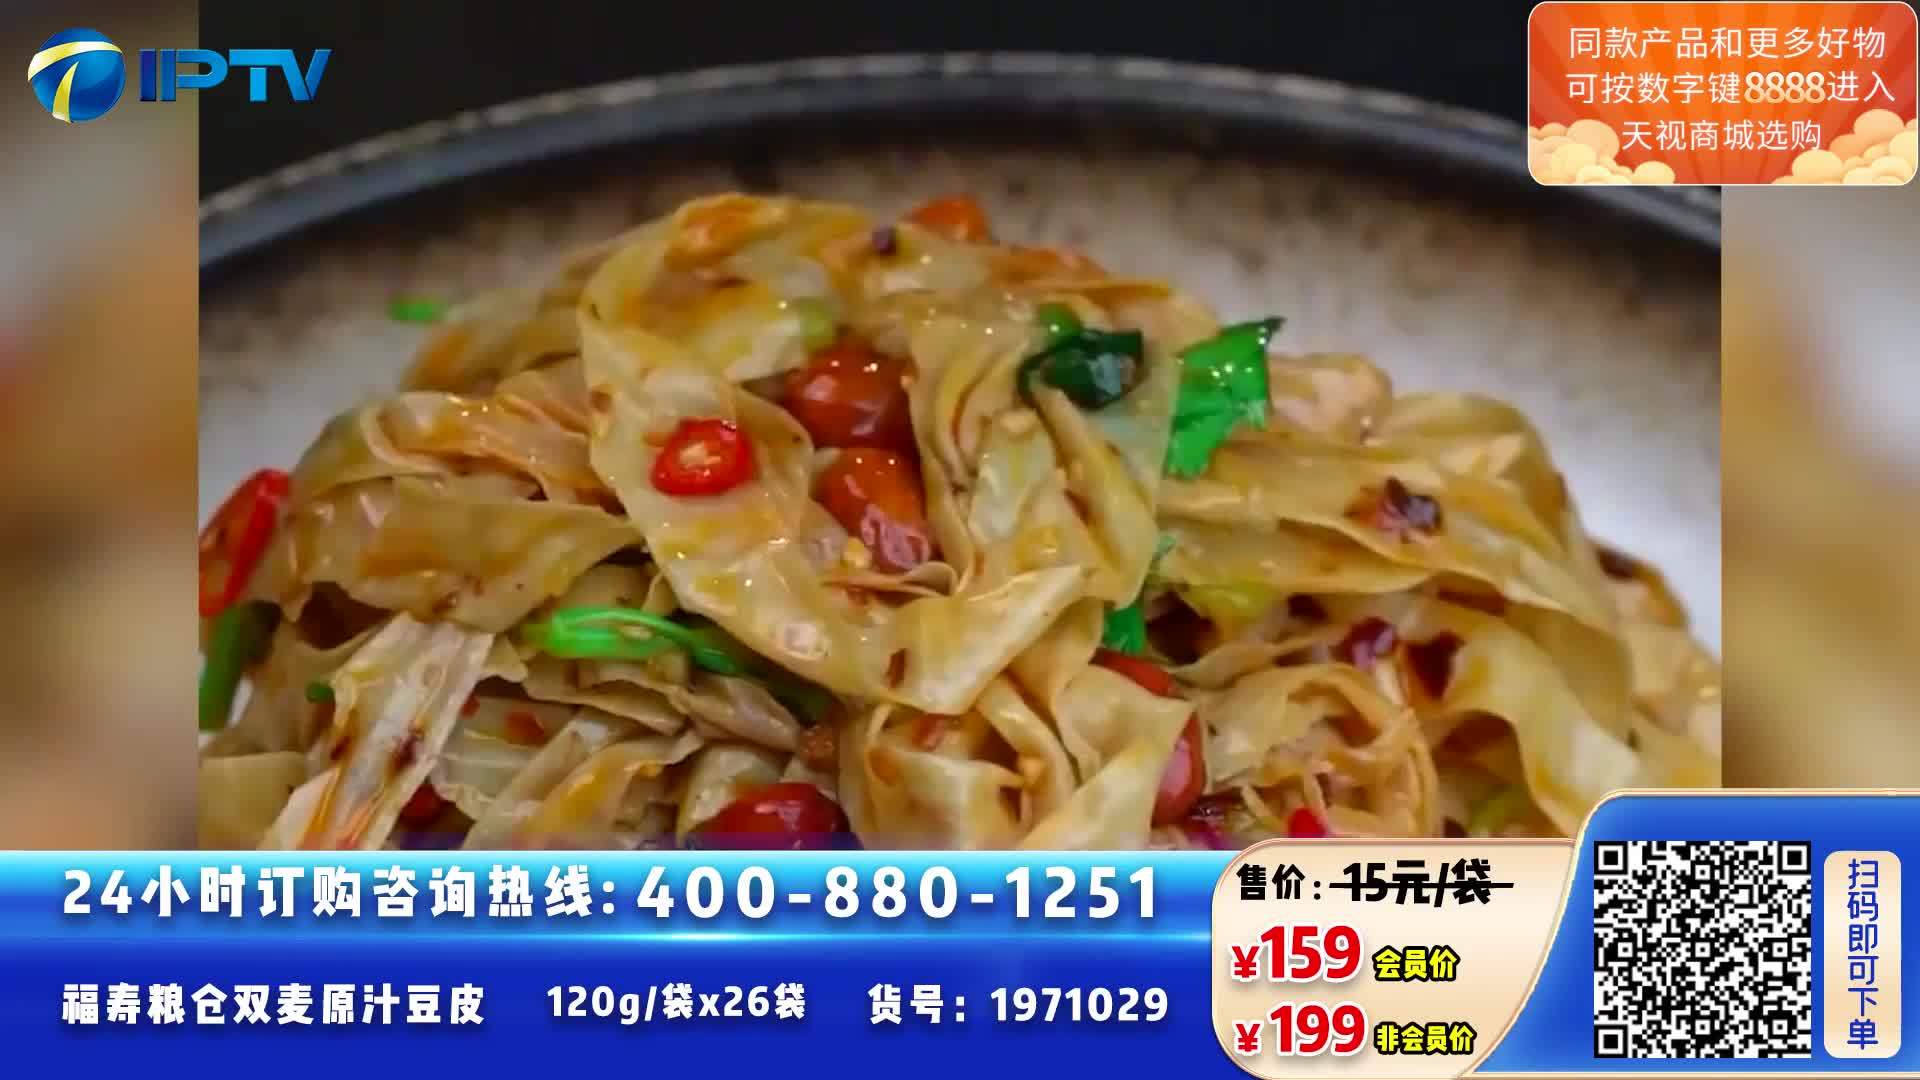 IPTV
同款产品和更多好物
可按数字键8888进入
天视商城选购
24小时订购咨询热线:400-880-1251
福寿粮仓双麦原汁豆皮 120g/袋x26袋 货号：1971029
售价:15元/袋
¥159 会员价
¥199 非会员价
扫码即可下单